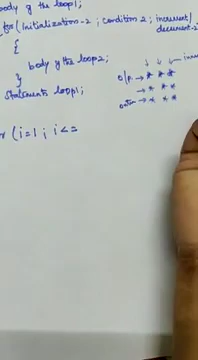 body of the loop1;
for (Initialization-2; Condition 2; increment/
decrement-2
{
body of the loop2;
}
statements loop1;
O/P. → * * *
→ * * *
outer → * * *
(i=1; i<=